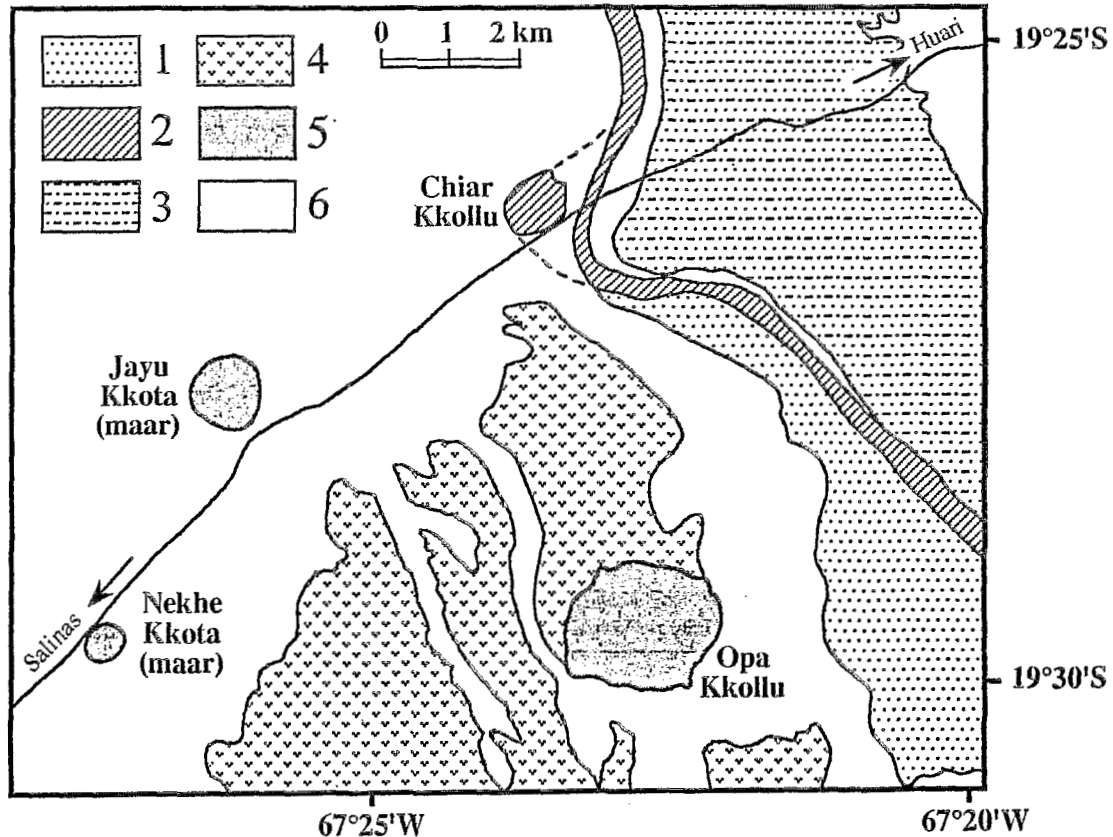 0 1 2 km
1 4
2 5
3 6
Huari
19°25'S
Chiar
Kkollu
Jayu
Kkota
(maar)
Nekhe
Kkota
(maar)
Salinas
Opa
Kkollu
19°30'S
67°25'W
67°20'W